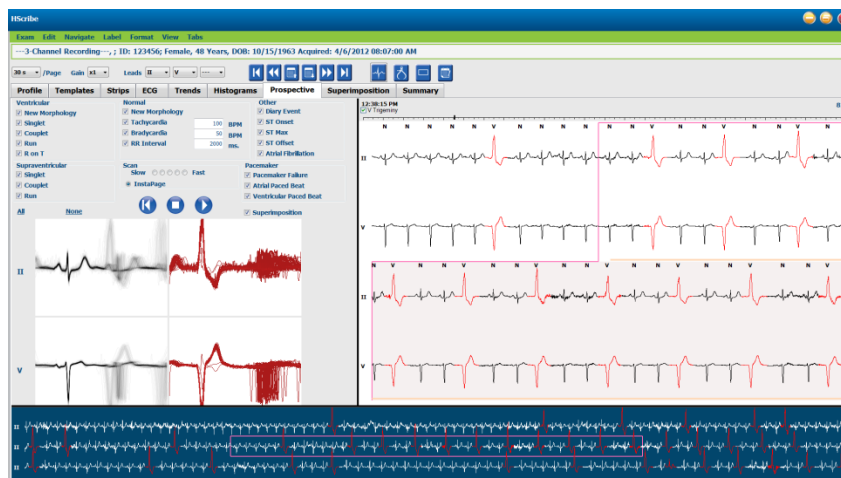 HScribe
Exam Edit Navigate Label Format View Tabs
---3-Channel Recording---, ; ID: 123456; Female, 48 Years, DOB: 10/15/1963 Acquired: 4/6/2012 08:07:00 AM
30 s /Page Gain x1 Leads II V ---
Profile Templates Strips ECG Trends Histograms Prospective Superimposition Summary
Ventricular
New Morphology
Singlet
Couplet
Run
R on T
Supraventricular
Singlet
Couplet
Run
Normal
New Morphology
Tachycardia 100 BPM
Bradycardia 50 BPM
RR Interval 2000 ms.
Scan
Slow Fast
InstaPage
Other
Diary Event
ST Onset
ST Max
ST Offset
Atrial Fibrillation
Pacemaker
Pacemaker Failure
Atrial Paced Beat
Ventricular Paced Beat
Superimposition
All None
II
V
12:38:15 PM
V Trigeminy
N N N N N V N N N N N V N N V N V
II
V
N V N N V N N N V N N V N N V N N V
II
V
II
II
II